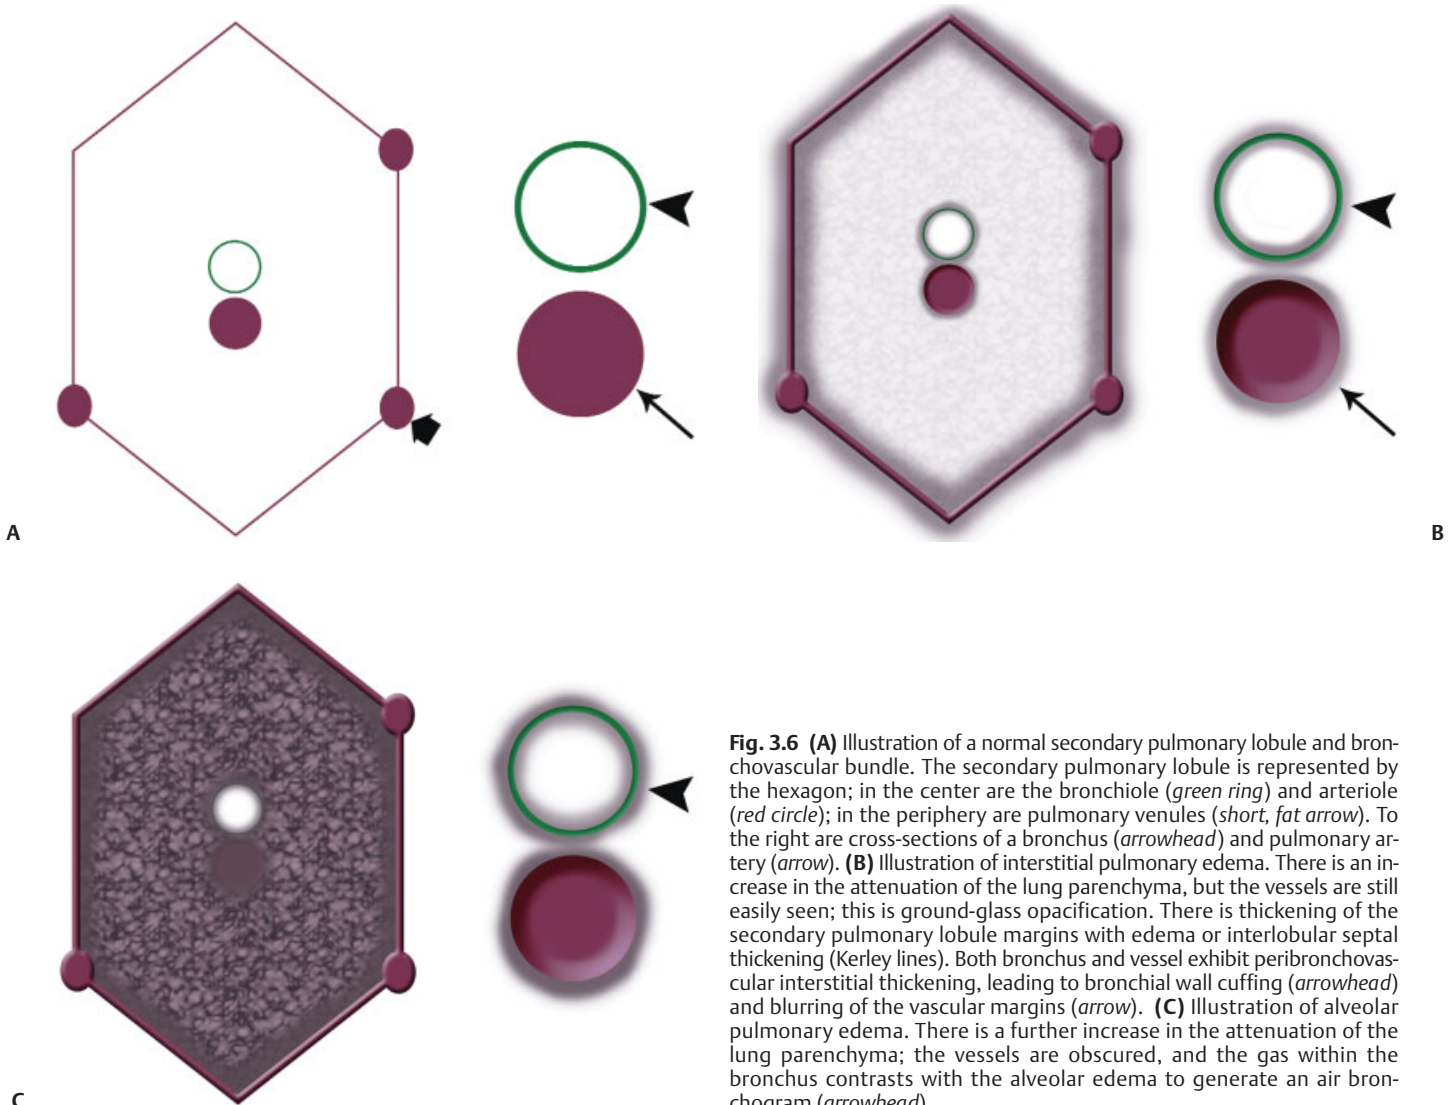 A
B
C
Fig. 3.6 (A) Illustration of a normal secondary pulmonary lobule and bron-
chovascular bundle. The secondary pulmonary lobule is represented by
the hexagon; in the center are the bronchiole (green ring) and arteriole
(red circle); in the periphery are pulmonary venules (short, fat arrow). To
the right are cross-sections of a bronchus (arrowhead) and pulmonary ar-
tery (arrow). (B) Illustration of interstitial pulmonary edema. There is an in-
crease in the attenuation of the lung parenchyma, but the vessels are still
easily seen; this is ground-glass opacification. There is thickening of the
secondary pulmonary lobule margins with edema or interlobular septal
thickening (Kerley lines). Both bronchus and vessel exhibit peribronchovas-
cular interstitial thickening, leading to bronchial wall cuffing (arrowhead)
and blurring of the vascular margins (arrow). (C) Illustration of alveolar
pulmonary edema. There is a further increase in the attenuation of the
lung parenchyma; the vessels are obscured, and the gas within the
bronchus contrasts with the alveolar edema to generate an air bron-
chogram (arrowhead).